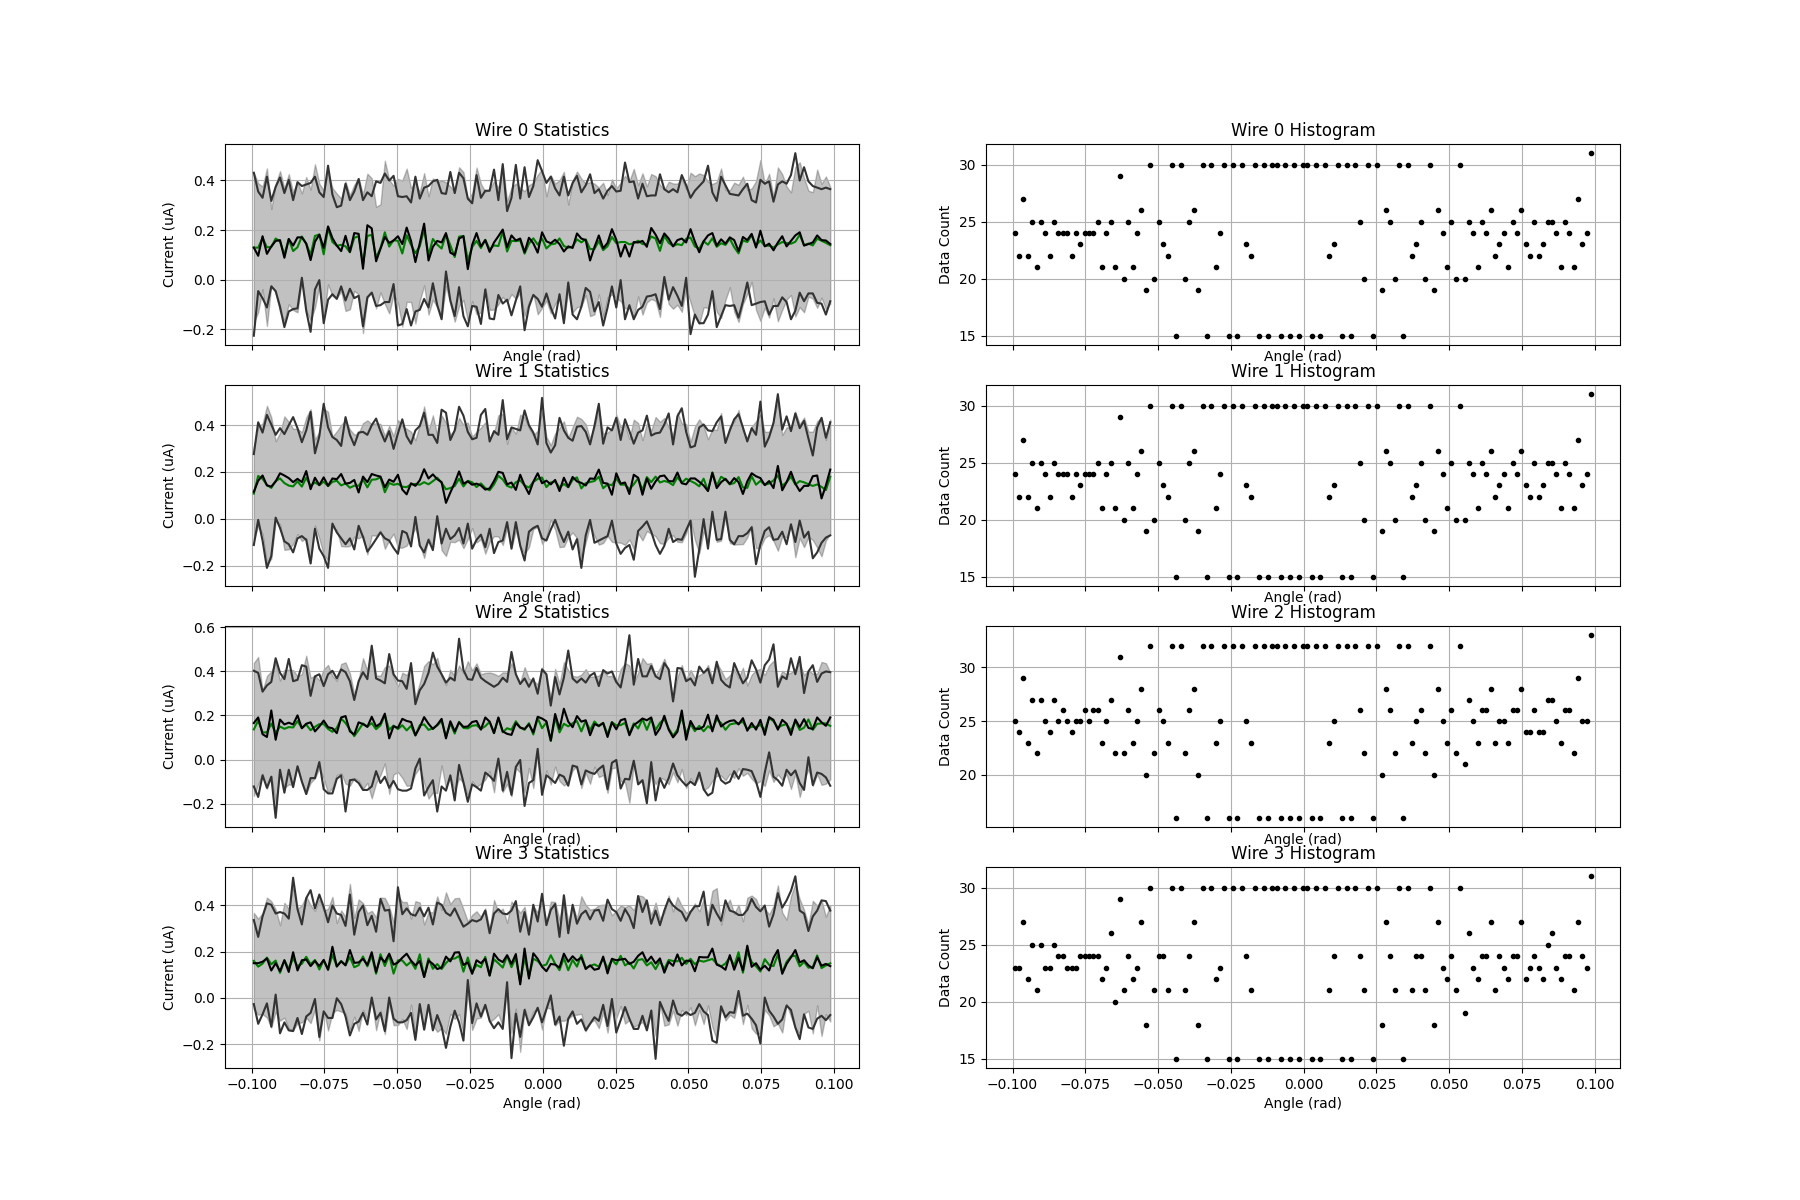 Wire 0 Statistics
Current (uA)
0.4
0.2
0.0
−0.2
Angle (rad)
Wire 0 Histogram
Data Count
30
25
20
15
Angle (rad)
Wire 1 Statistics
Current (uA)
0.4
0.2
0.0
−0.2
Angle (rad)
Wire 1 Histogram
Data Count
30
25
20
15
Angle (rad)
Wire 2 Statistics
Current (uA)
0.6
0.4
0.2
0.0
−0.2
Angle (rad)
Wire 2 Histogram
Data Count
30
25
20
Angle (rad)
Wire 3 Statistics
Current (uA)
0.4
0.2
0.0
−0.2
−0.100 −0.075 −0.050 −0.025 0.000 0.025 0.050 0.075 0.100
Angle (rad)
Wire 3 Histogram
Data Count
30
25
20
15
−0.100 −0.075 −0.050 −0.025 0.000 0.025 0.050 0.075 0.100
Angle (rad)